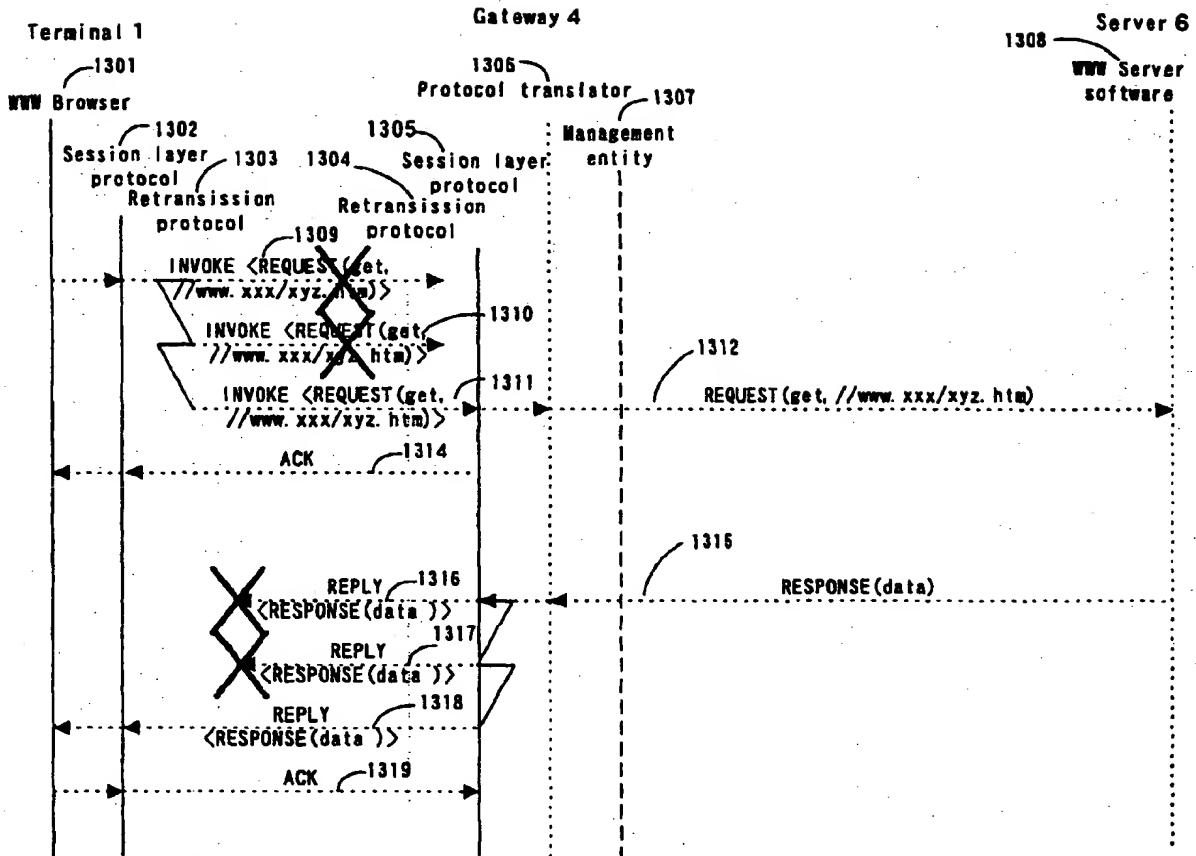 Terminal 1
Gateway 4
Server 6
1301
WWW Browser
1306
Protocol translator
1308
WWW Server
software
1307
Management
entity
1302
Session layer
protocol
1303
Retransission
protocol
1304
Retransission
protocol
1305
Session layer
protocol
1309
INVOKE <REQUEST(get,
//www.xxx/xyz.htm)>
1310
INVOKE <REQUEST(get,
//www.xxx/xyz.htm)>
1311
INVOKE <REQUEST(get,
//www.xxx/xyz.htm)>
1312
REQUEST(get,//www.xxx/xyz.htm)
ACK
1314
1315
RESPONSE(data)
REPLY
1316
<RESPONSE(data )>
1317
REPLY
<RESPONSE(data )>
REPLY
1318
<RESPONSE(data )>
ACK
1319